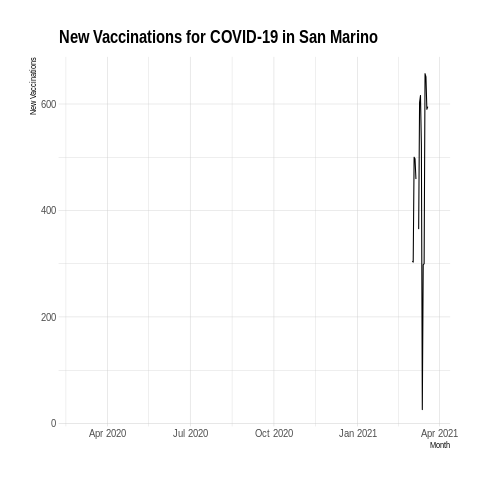 New Vaccinations for COVID-19 in San Marino
New Vaccinations
600
400
200
0
Apr 2020
Jul 2020
Oct 2020
Jan 2021
Apr 2021
Month